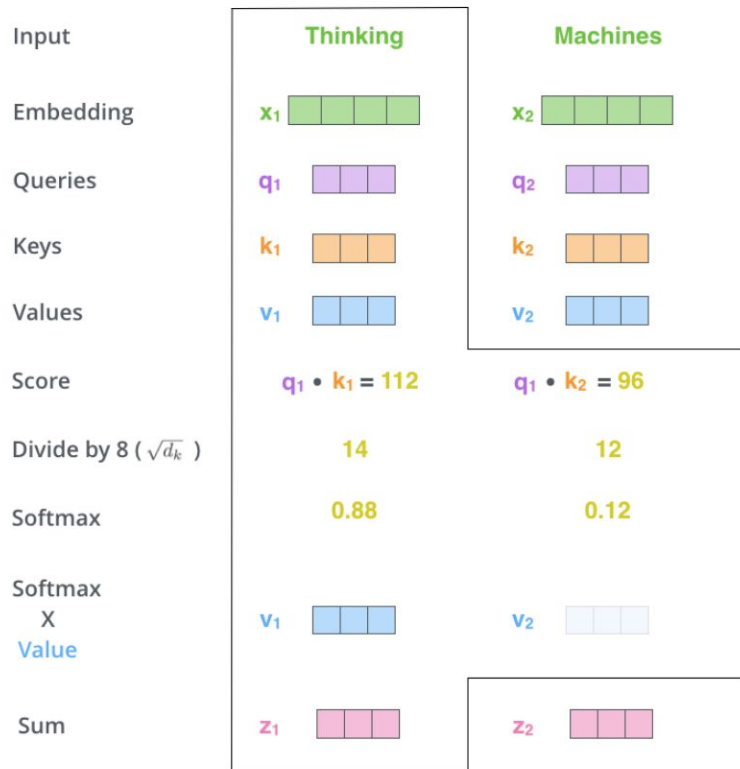 Input Thinking Machines
Embedding x₁ x₂
Queries q₁ q₂
Keys k₁ k₂
Values v₁ v₂
Score q₁ • k₁ = 112 q₁ • k₂ = 96
Divide by 8 ( √dₖ ) 14 12
Softmax 0.88 0.12
Softmax
X
Value v₁ v₂
Sum z₁ z₂